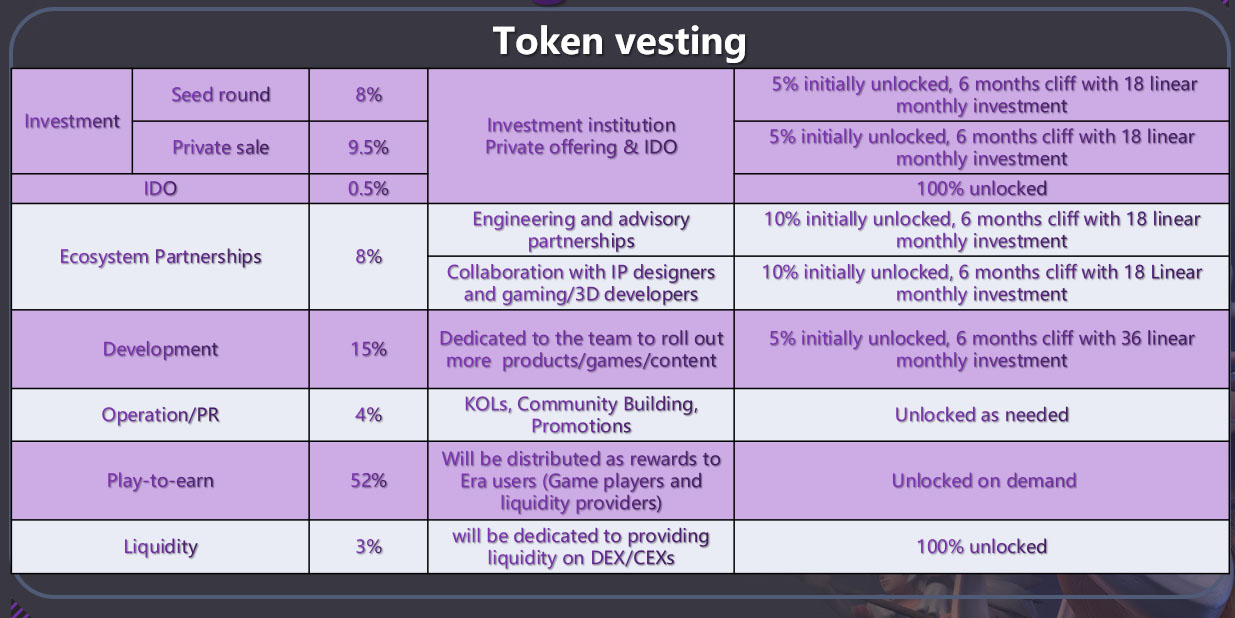 Token vesting
Investment
Seed round
8%
Investment institution
Private offering & IDO
5% initially unlocked, 6 months cliff with 18 linear
monthly investment
Private sale
9.5%
5% initially unlocked, 6 months cliff with 18 linear
monthly investment
IDO
0.5%
100% unlocked
Ecosystem Partnerships
8%
Engineering and advisory
partnerships
10% initially unlocked, 6 months cliff with 18 linear
monthly investment
Collaboration with IP designers
and gaming/3D developers
10% initially unlocked, 6 months cliff with 18 Linear
monthly investment
Development
15%
Dedicated to the team to roll out
more products/games/content
5% initially unlocked, 6 months cliff with 36 linear
monthly investment
Operation/PR
4%
KOLs, Community Building,
Promotions
Unlocked as needed
Play-to-earn
52%
Will be distributed as rewards to
Era users (Game players and
liquidity providers)
Unlocked on demand
Liquidity
3%
will be dedicated to providing
liquidity on DEX/CEXs
100% unlocked